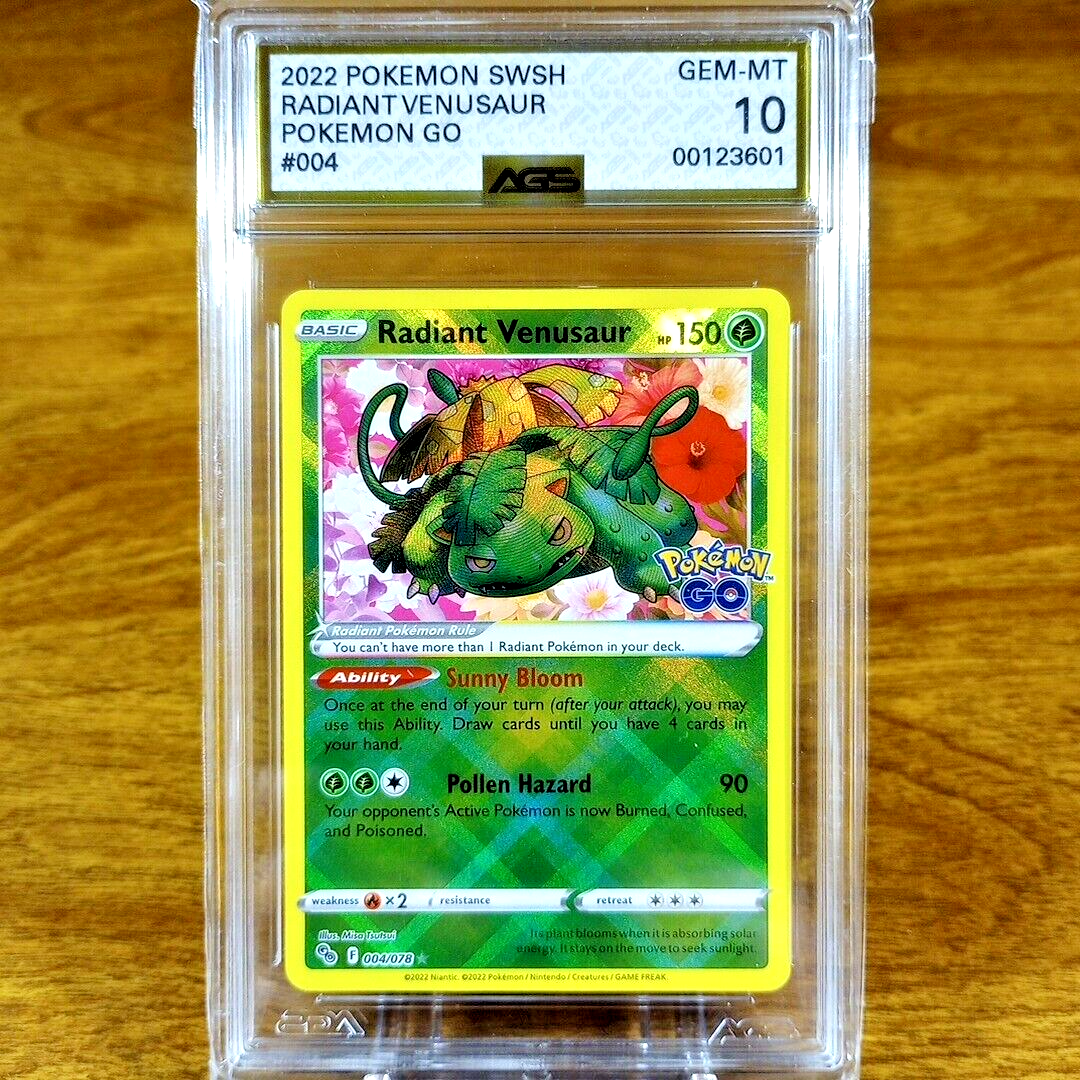 2022 POKEMON SWSH
GEM-MT
RADIANT VENUSAUR
10
POKEMON GO
#004
00123601
AGS
BASIC
Radiant Venusaur
HP 150
POKéMON
GO
Radiant Pokémon Rule
You can't have more than 1 Radiant Pokémon in your deck.
Ability Sunny Bloom
Once at the end of your turn (after your attack), you may
use this Ability. Draw cards until you have 4 cards in
your hand.
Pollen Hazard 90
Your opponent's Active Pokémon is now Burned, Confused,
and Poisoned.
weakness ×2 resistance retreat
Illus. Misa Tsutsui
Its plant blooms when it is absorbing solar
energy. It stays on the move to seek sunlight.
GO F 004/078
©2022 Niantic. ©2022 Pokémon / Nintendo / Creatures / GAME FREAK.